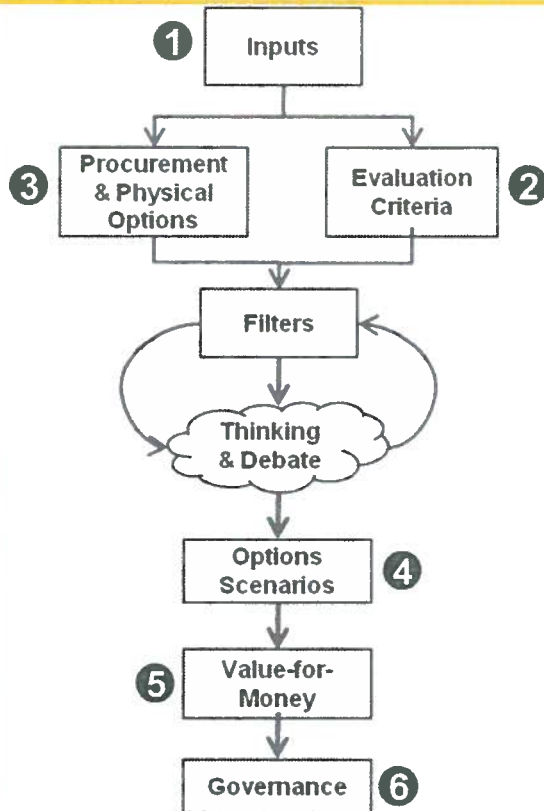 1
Inputs
3
Procurement
& Physical
Options
Evaluation
Criteria
2
Filters
Thinking
& Debate
Options
Scenarios
4
5
Value-for-
Money
Governance
6